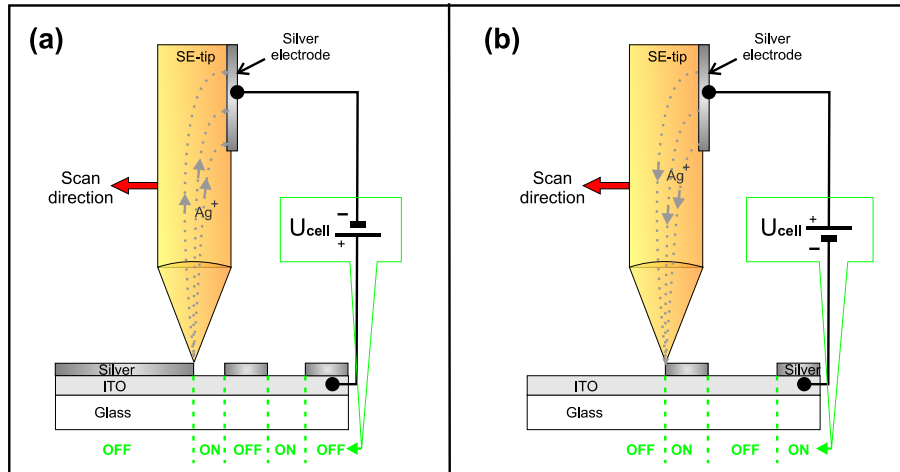 (a)
Silver
electrode
SE-tip
Scan
direction
Ag+
−
Ucell
+
Silver
ITO
Glass
OFF ON OFF ON OFF
(b)
Silver
electrode
SE-tip
Scan
direction
Ag+
+
Ucell
−
Silver
ITO
Glass
OFF ON OFF ON